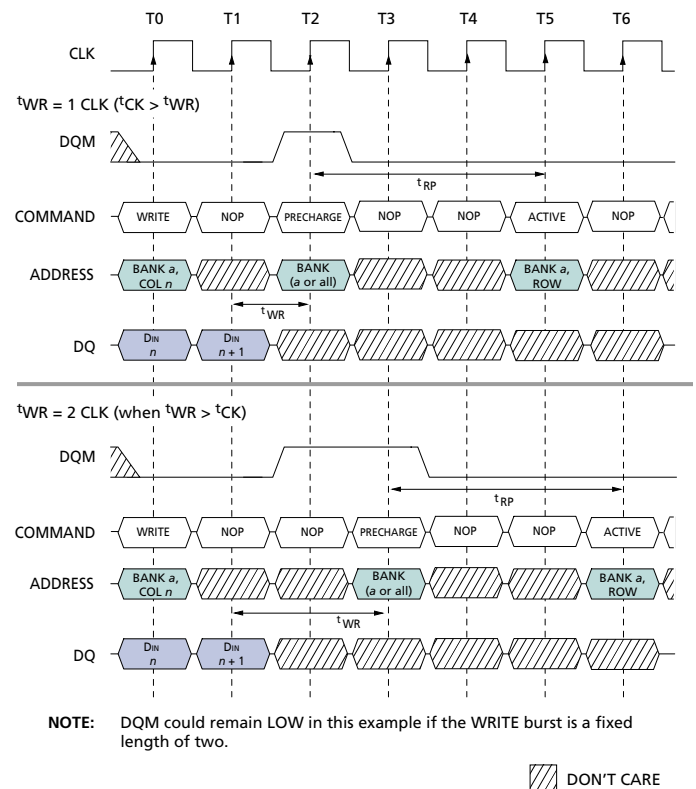 T0 T1 T2 T3 T4 T5 T6
CLK
tWR = 1 CLK (tCK > tWR)
DQM
tRP
COMMAND WRITE NOP PRECHARGE NOP NOP ACTIVE NOP
ADDRESS BANK a, COL n BANK (a or all) BANK a, ROW
tWR
DQ DIN n DIN n + 1
tWR = 2 CLK (when tWR > tCK)
DQM
tRP
COMMAND WRITE NOP NOP PRECHARGE NOP NOP ACTIVE
ADDRESS BANK a, COL n BANK (a or all) BANK a, ROW
tWR
DQ DIN n DIN n + 1
NOTE: DQM could remain LOW in this example if the WRITE burst is a fixed
length of two.
DON'T CARE